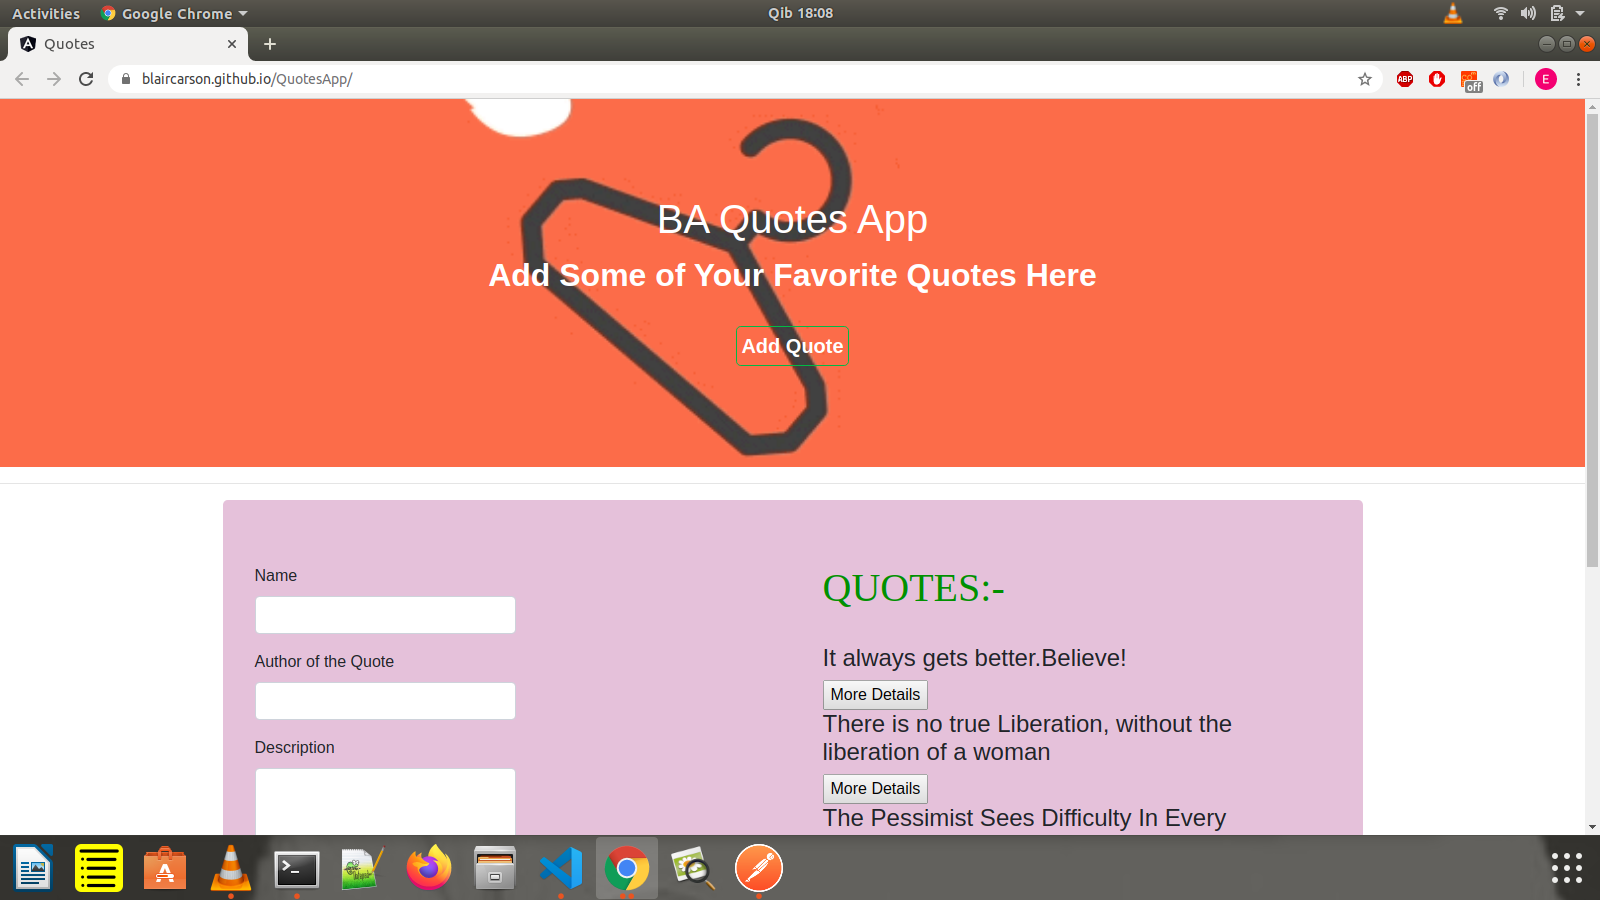 Activities
Google Chrome
Qib 18:08
Quotes
blaircarson.github.io/QuotesApp/
ABP
off
E
BA Quotes App
Add Some of Your Favorite Quotes Here
Add Quote
Name
Author of the Quote
Description
QUOTES:-
It always gets better.Believe!
More Details
There is no true Liberation, without the
liberation of a woman
More Details
The Pessimist Sees Difficulty In Every